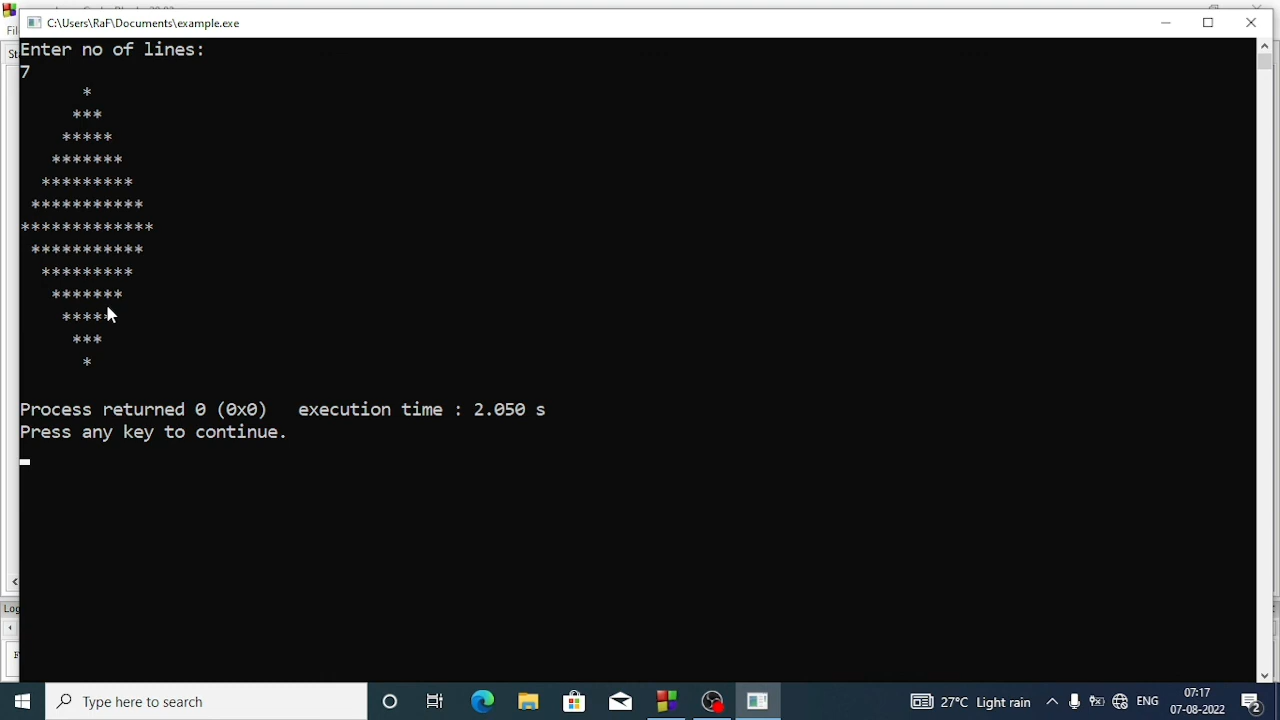 C:\Users\RaF\Documents\example.exe
Enter no of lines:
7
      *
     ***
    *****
   *******
  *********
 ***********
*************
 ***********
  *********
   *******
    *****
     ***
      *
Process returned 0 (0x0)   execution time : 2.050 s
Press any key to continue.
Type here to search
27°C Light rain
ENG
07:17
07-08-2022
2